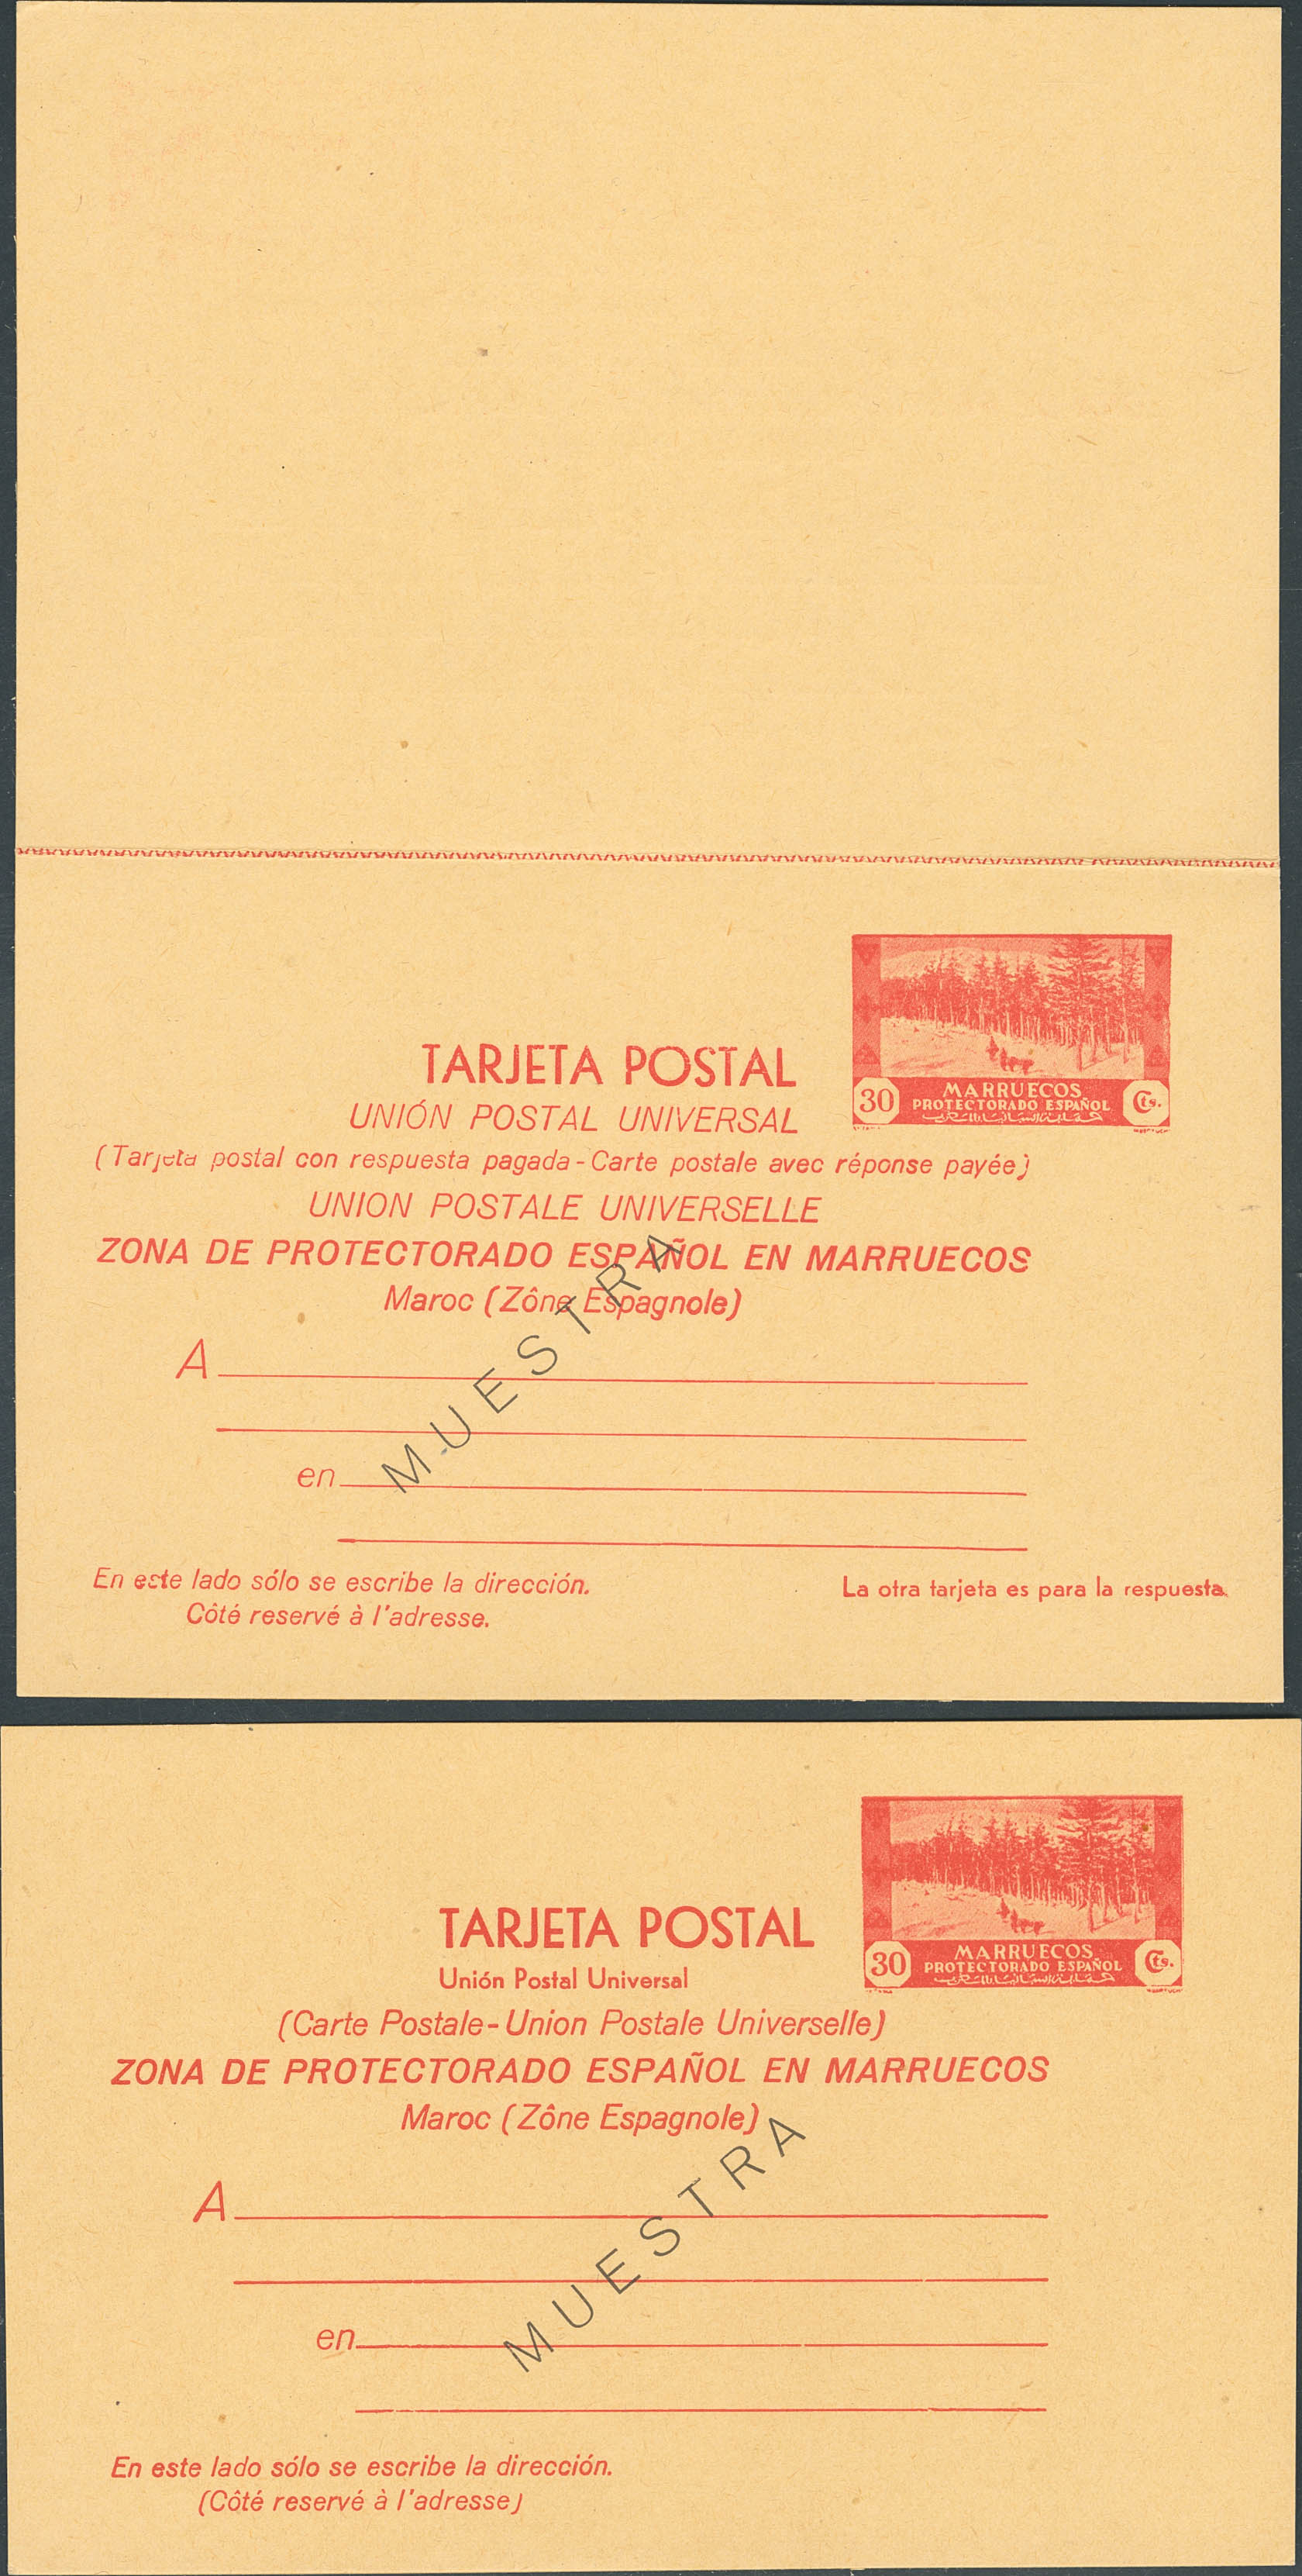 TARJETA POSTAL
UNIÓN POSTAL UNIVERSAL
(Tarjeta postal con respuesta pagada - Carte postale avec réponse payée)
UNION POSTALE UNIVERSELLE
ZONA DE PROTECTORADO ESPAÑOL EN MARRUECOS
Maroc (Zône Espagnole)
30 MARRUECOS Cts.
PROTECTORADO ESPAÑOL
A
en
MUESTRA
En este lado sólo se escribe la dirección.
Côté reservé à l'adresse.
La otra tarjeta es para la respuesta.
TARJETA POSTAL
Unión Postal Universal
(Carte Postale - Union Postale Universelle)
ZONA DE PROTECTORADO ESPAÑOL EN MARRUECOS
Maroc (Zône Espagnole)
30 MARRUECOS Cts.
PROTECTORADO ESPAÑOL
A
en
MUESTRA
En este lado sólo se escribe la dirección.
(Côté reservé à l'adresse)